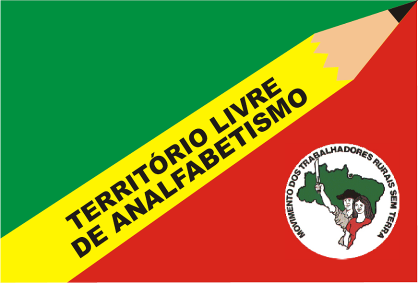 TERRITÓRIO LIVRE
DE ANALFABETISMO
MOVIMENTO DOS TRABALHADORES RURAIS SEM TERRA